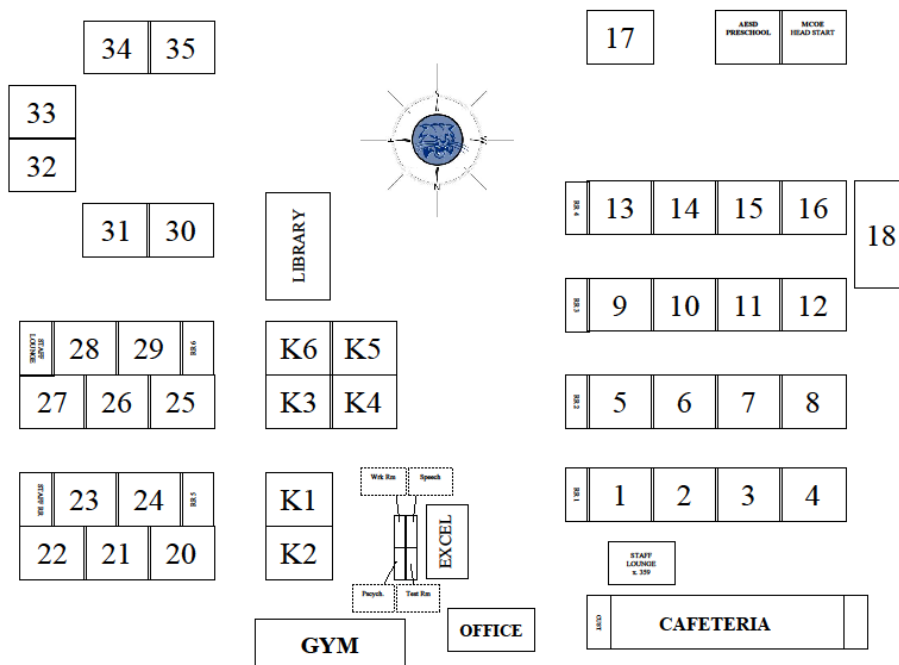 34 35
17
AESD
PRESCHOOL
MCOE
HEAD START
33
32
N
31 30
LIBRARY
RR 4
13 14 15 16
18
RR 3
9 10 11 12
STAFF
LOUNGE
28 29
RR 6
27 26 25
K6 K5
K3 K4
RR 2
5 6 7 8
Wrk Rm
Speech
STAFF RR
23 24
RR 5
22 21 20
K1
K2
EXCEL
RR 1
1 2 3 4
STAFF
LOUNGE
x. 359
Psych.
Test Rm
GYM
OFFICE
CUST
CAFETERIA